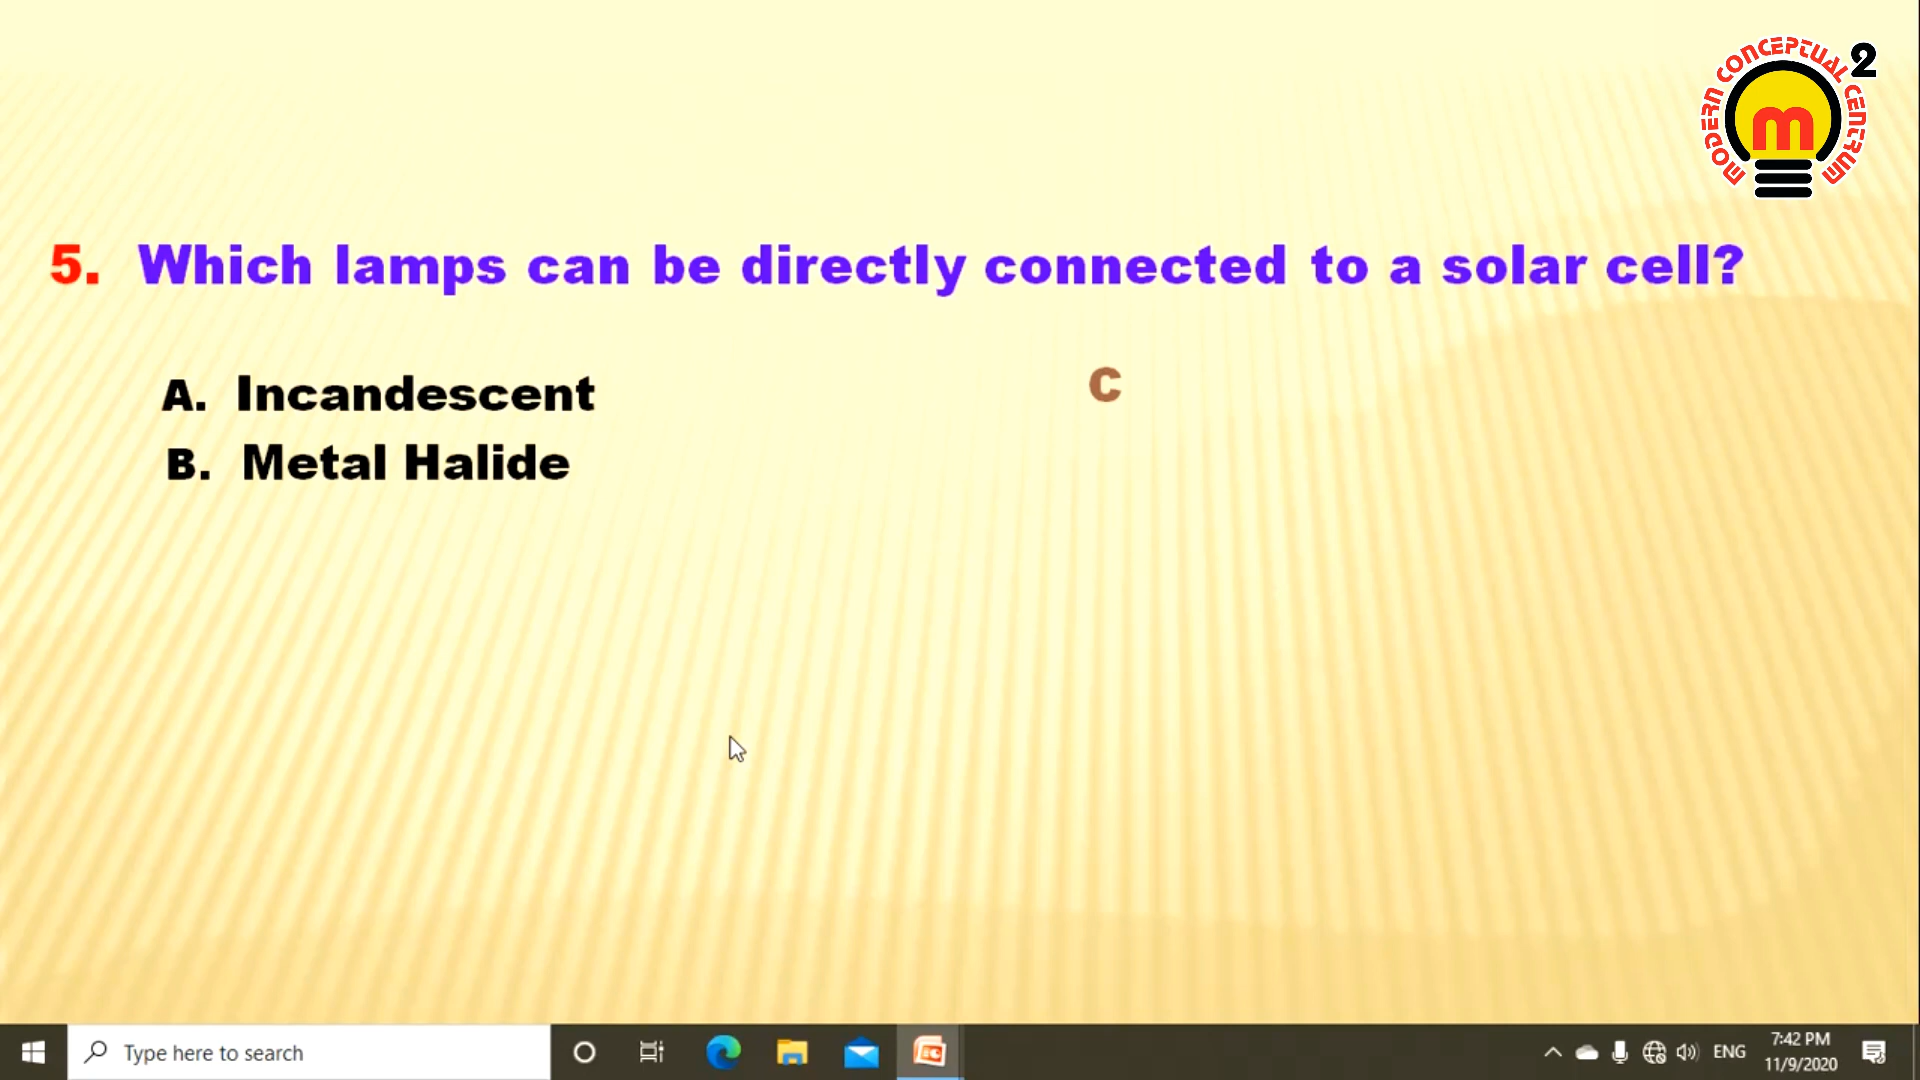 MODERN CONCEPTUAL CENTRUM 2
m
5. Which lamps can be directly connected to a solar cell?
A. Incandescent
C
B. Metal Halide
Type here to search
ENG
7:42 PM
11/9/2020